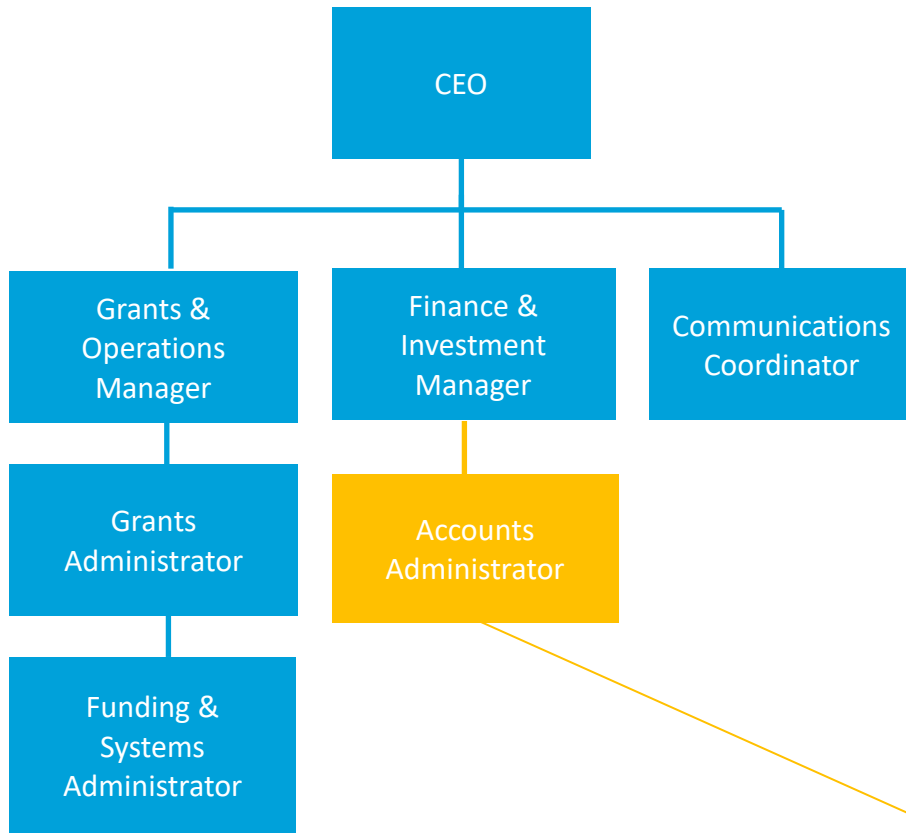 CEO
Grants &
Operations
Manager
Finance &
Investment
Manager
Communications
Coordinator
Grants
Administrator
Accounts
Administrator
Funding &
Systems
Administrator